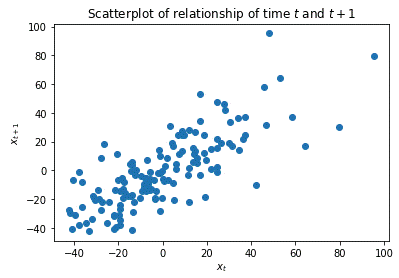 Scatterplot of relationship of time t and t + 1
100
80
60
40
20
0
−20
−40
x_{t+1}
−40 −20 0 20 40 60 80 100
x_t